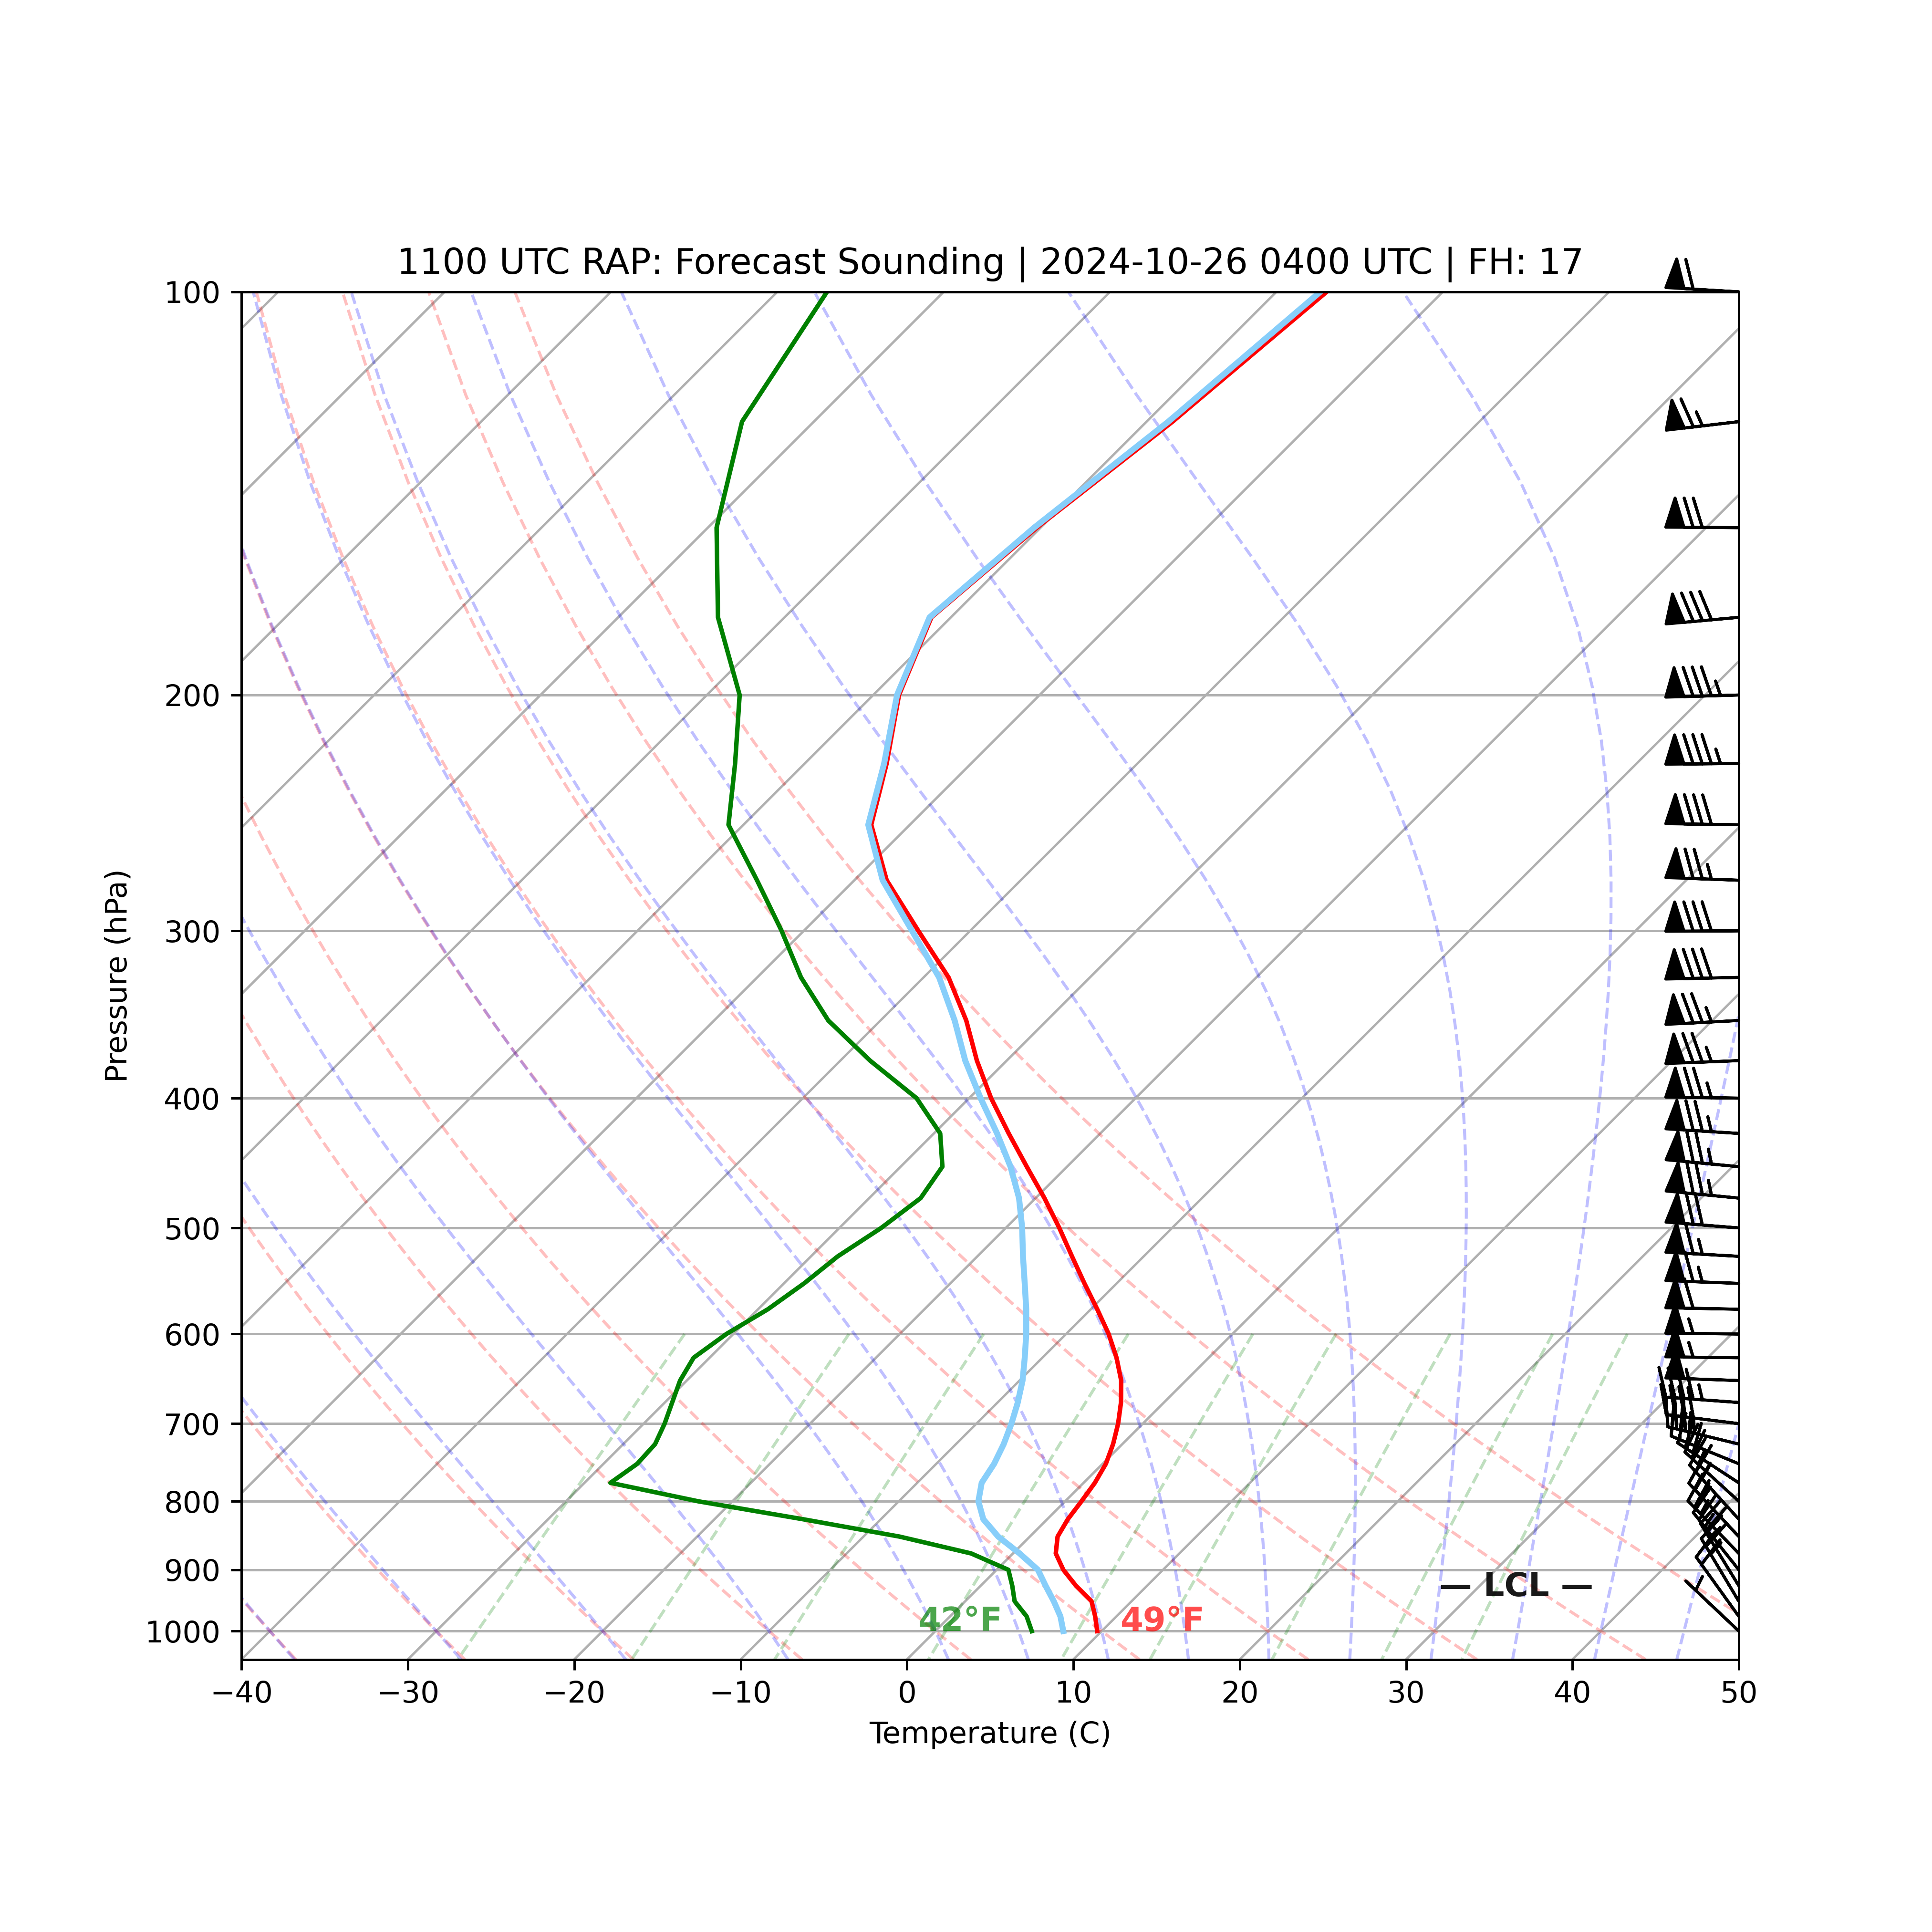 1100 UTC RAP: Forecast Sounding | 2024-10-26 0400 UTC | FH: 17
100
200
300
400
500
600
700
800
900
1000
Pressure (hPa)
— LCL —
42°F
49°F
−40 −30 −20 −10 0 10 20 30 40 50
Temperature (C)